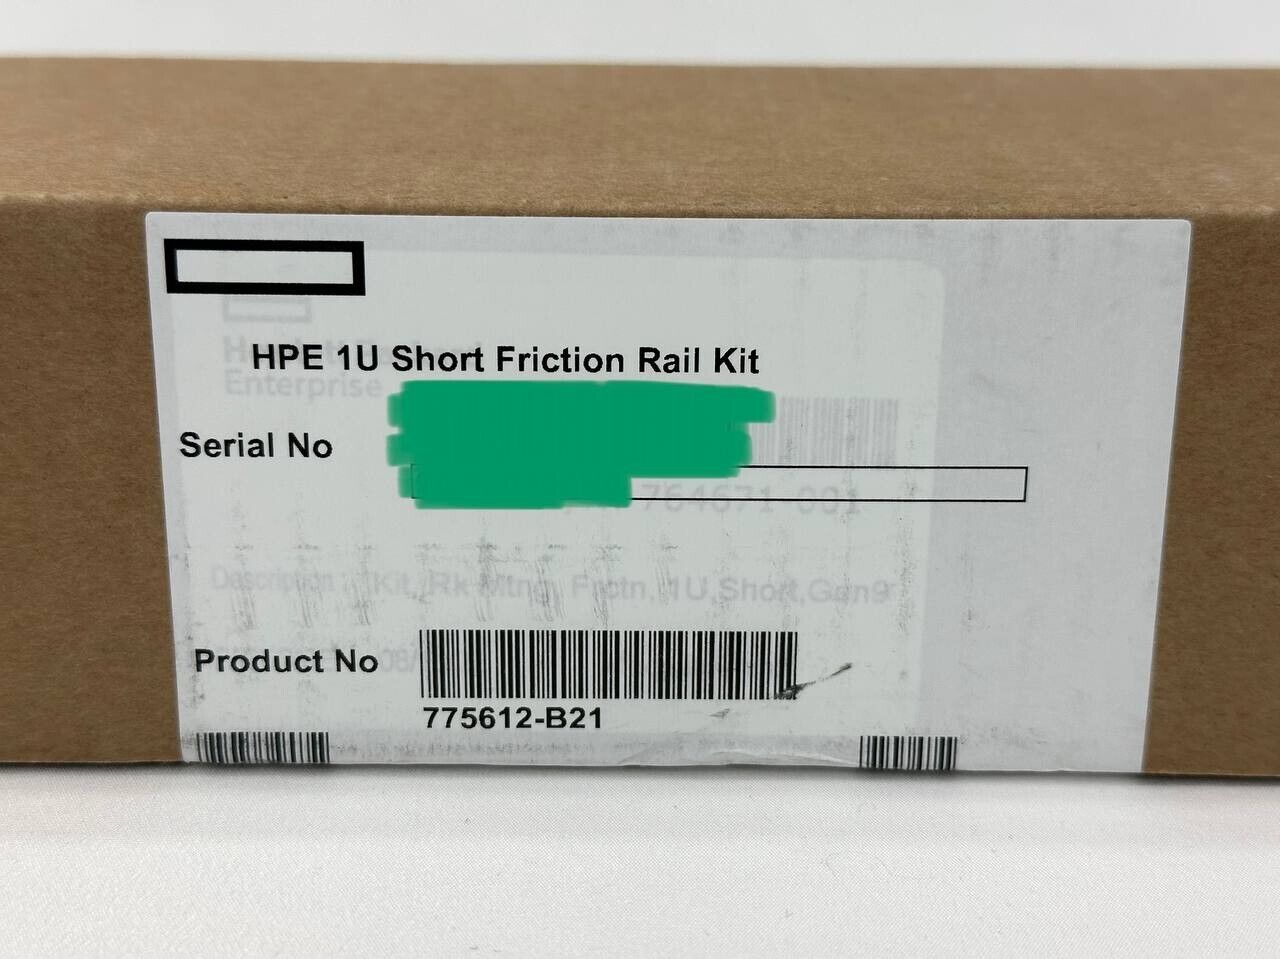 HPE 1U Short Friction Rail Kit
Enterprise
Serial No
764671-001
Description : Kit, Rk Mtng, Frctn, 1U,Short,Gen9
Product No
775612-B21